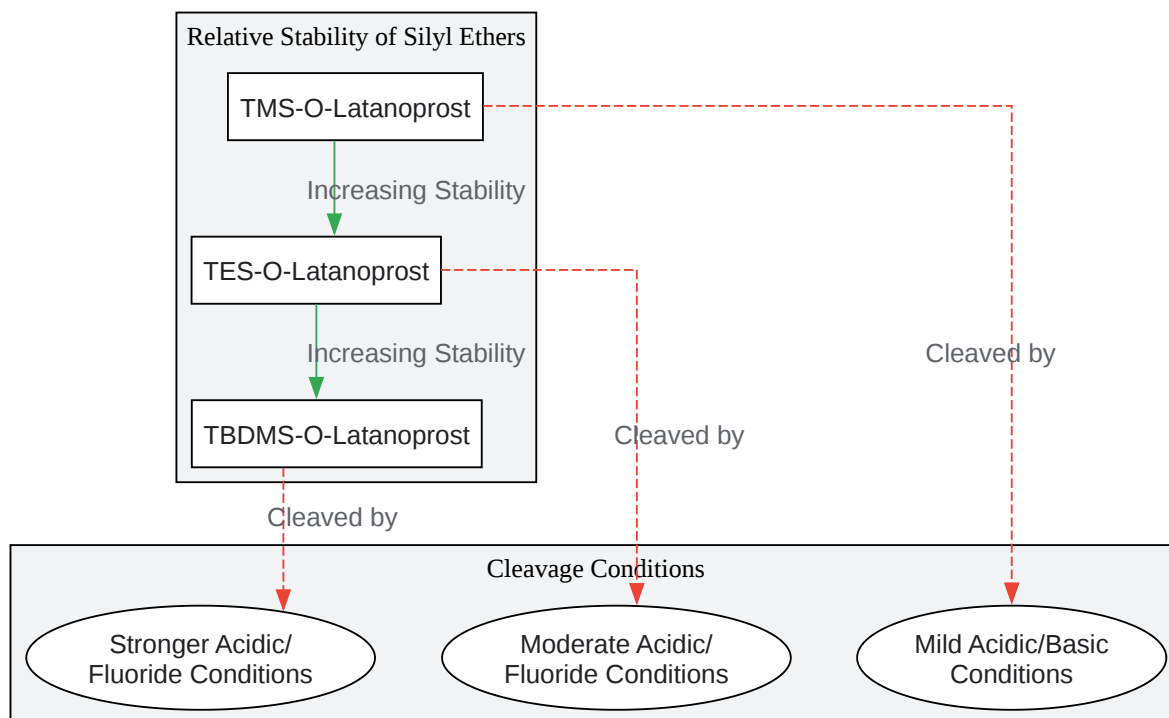 Relative Stability of Silyl Ethers
TMS-O-Latanoprost
Increasing Stability
TES-O-Latanoprost
Increasing Stability
Cleaved by
TBDMS-O-Latanoprost
Cleaved by
Cleaved by
Cleavage Conditions
Stronger Acidic/
Fluoride Conditions
Moderate Acidic/
Fluoride Conditions
Mild Acidic/Basic
Conditions